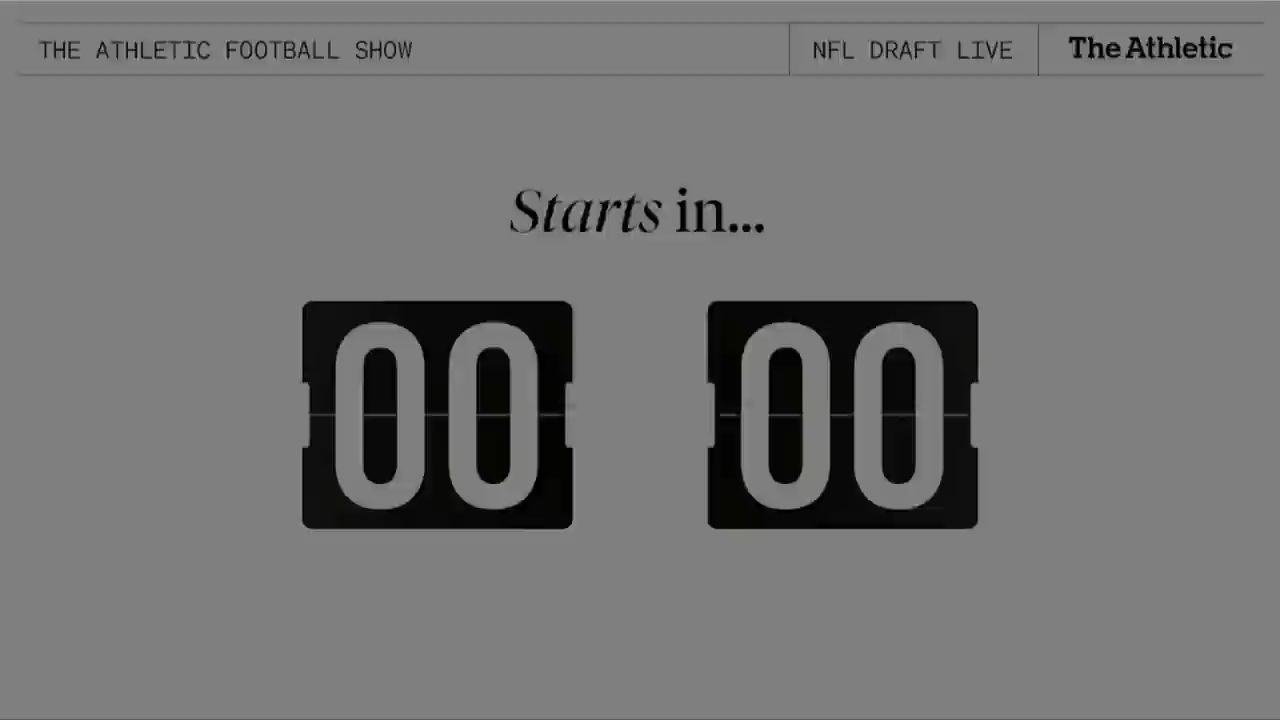 THE ATHLETIC FOOTBALL SHOW
NFL DRAFT LIVE
The Athletic
Starts in...
00 00